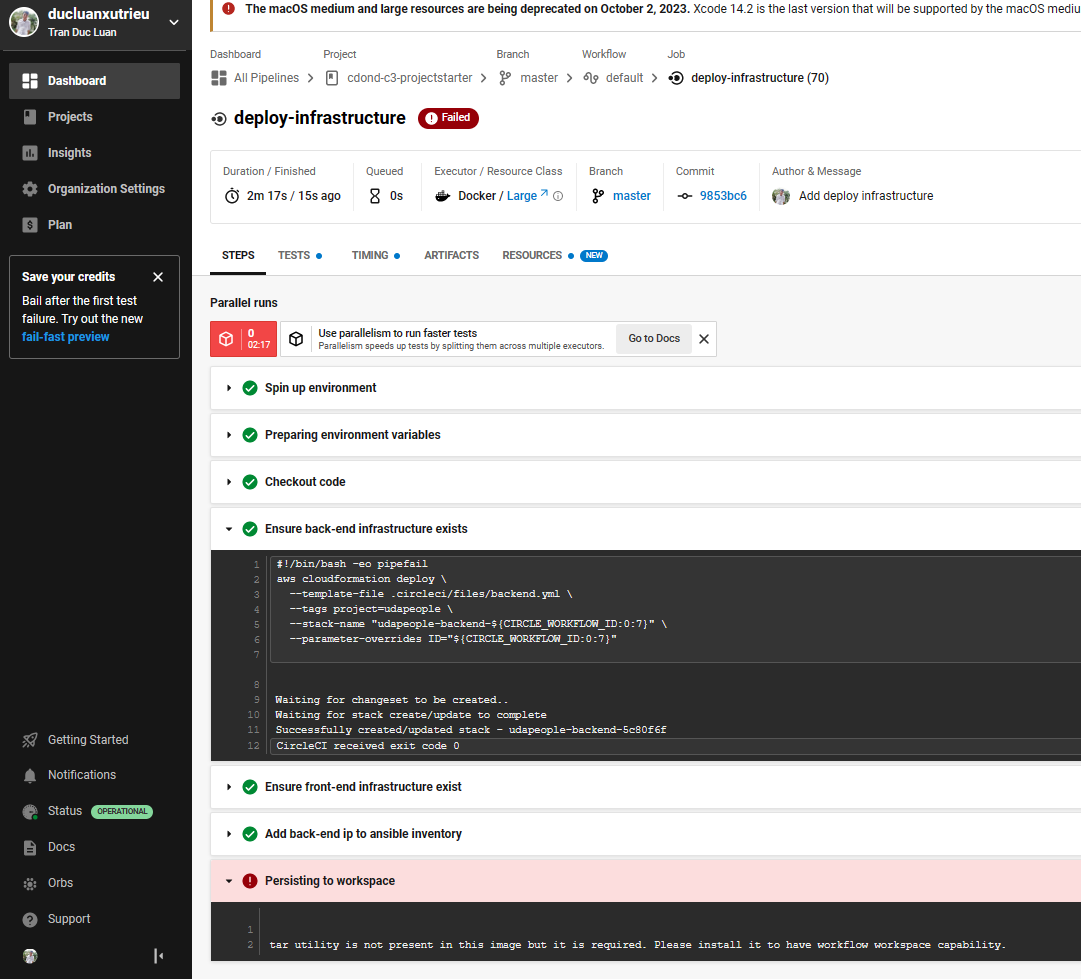 ducluanxutrieu
Tran Duc Luan
Dashboard
Projects
Insights
Organization Settings
Plan
Save your credits
Bail after the first test
failure. Try out the new
fail-fast preview
Getting Started
Notifications
Status OPERATIONAL
Docs
Orbs
Support
The macOS medium and large resources are being deprecated on October 2, 2023. Xcode 14.2 is the last version that will be supported by the macOS mediu
Dashboard Project Branch Workflow Job
All Pipelines cdond-c3-projectstarter master default deploy-infrastructure (70)
deploy-infrastructure Failed
Duration / Finished Queued Executor / Resource Class Branch Commit Author & Message
2m 17s / 15s ago 0s Docker / Large master 9853bc6 Add deploy infrastructure
STEPS TESTS TIMING ARTIFACTS RESOURCES NEW
Parallel runs
0
02:17
Use parallelism to run faster tests
Parallelism speeds up tests by splitting them across multiple executors.
Go to Docs
Spin up environment
Preparing environment variables
Checkout code
Ensure back-end infrastructure exists
1 #!/bin/bash -eo pipefail
2 aws cloudformation deploy \
3 --template-file .circleci/files/backend.yml \
4 --tags project=udapeople \
5 --stack-name "udapeople-backend-${CIRCLE_WORKFLOW_ID:0:7}" \
6 --parameter-overrides ID="${CIRCLE_WORKFLOW_ID:0:7}"
7
8
9 Waiting for changeset to be created..
10 Waiting for stack create/update to complete
11 Successfully created/updated stack - udapeople-backend-5c80f6f
12 CircleCI received exit code 0
Ensure front-end infrastructure exist
Add back-end ip to ansible inventory
Persisting to workspace
1
2 tar utility is not present in this image but it is required. Please install it to have workflow workspace capability.